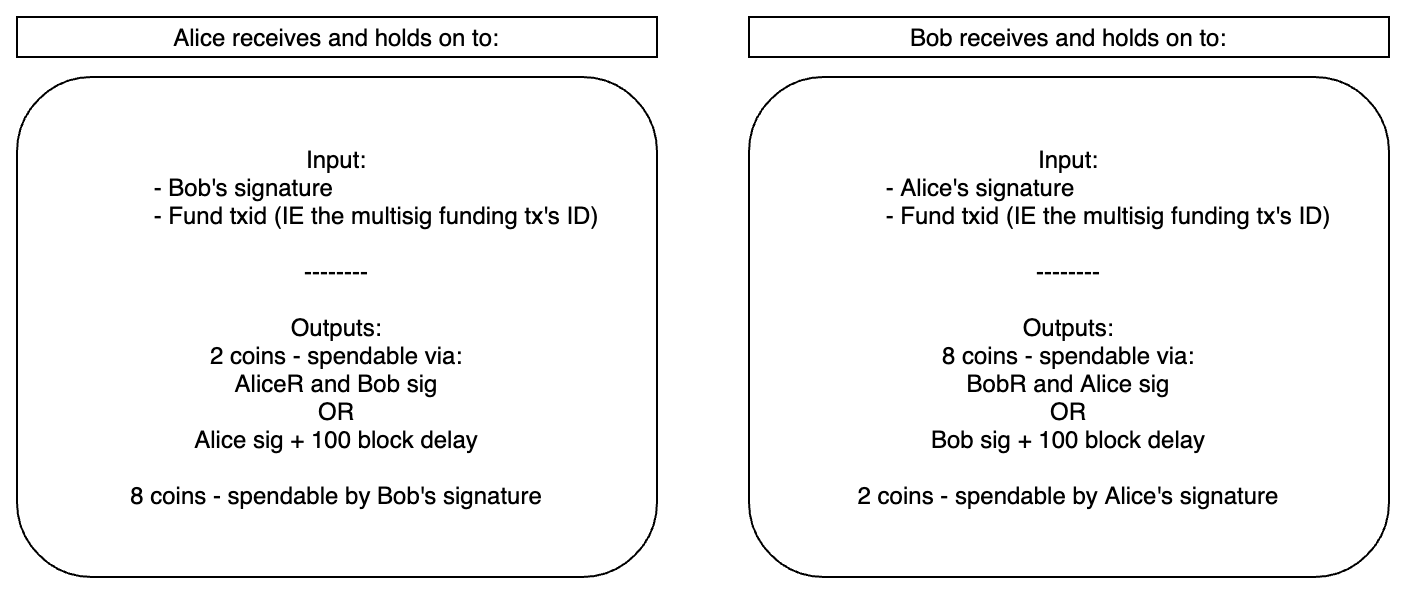 Alice receives and holds on to:
Input:
- Bob's signature
- Fund txid (IE the multisig funding tx's ID)
--------
Outputs:
2 coins - spendable via:
AliceR and Bob sig
OR
Alice sig + 100 block delay
8 coins - spendable by Bob's signature
Bob receives and holds on to:
Input:
- Alice's signature
- Fund txid (IE the multisig funding tx's ID)
--------
Outputs:
8 coins - spendable via:
BobR and Alice sig
OR
Bob sig + 100 block delay
2 coins - spendable by Alice's signature